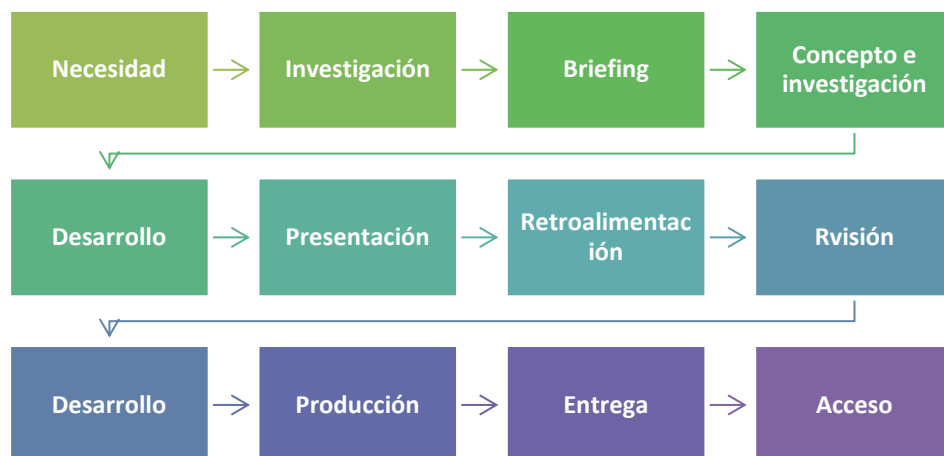 Necesidad
Investigación
Briefing
Concepto e
investigación
Desarrollo
Presentación
Retroalimentac
ión
Rvisión
Desarrollo
Producción
Entrega
Acceso